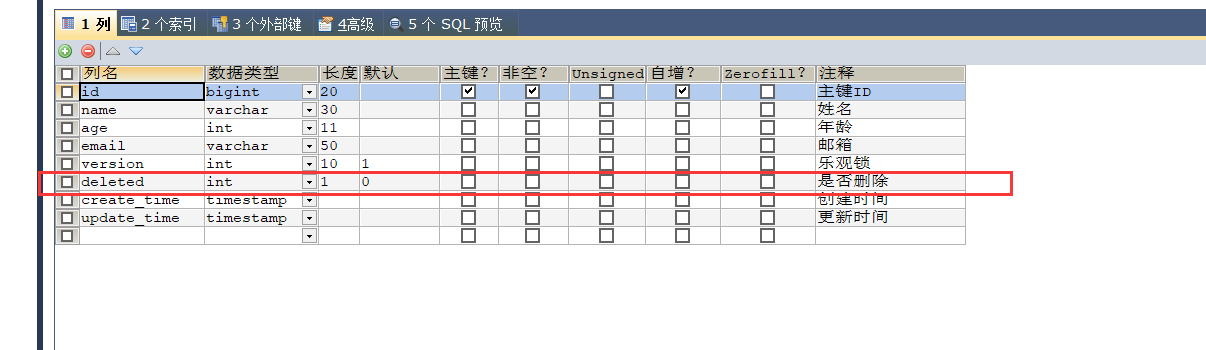 1 列 2 个索引 3 个外部键 4高级 5 个 SQL 预览
列名 数据类型 长度 默认 主键? 非空? Unsigned 自增? Zerofill? 注释
id bigint 20 主键ID
name varchar 30 姓名
age int 11 年龄
email varchar 50 邮箱
version int 10 1 乐观锁
deleted int 1 0 是否删除
create_time timestamp 创建时间
update_time timestamp 更新时间